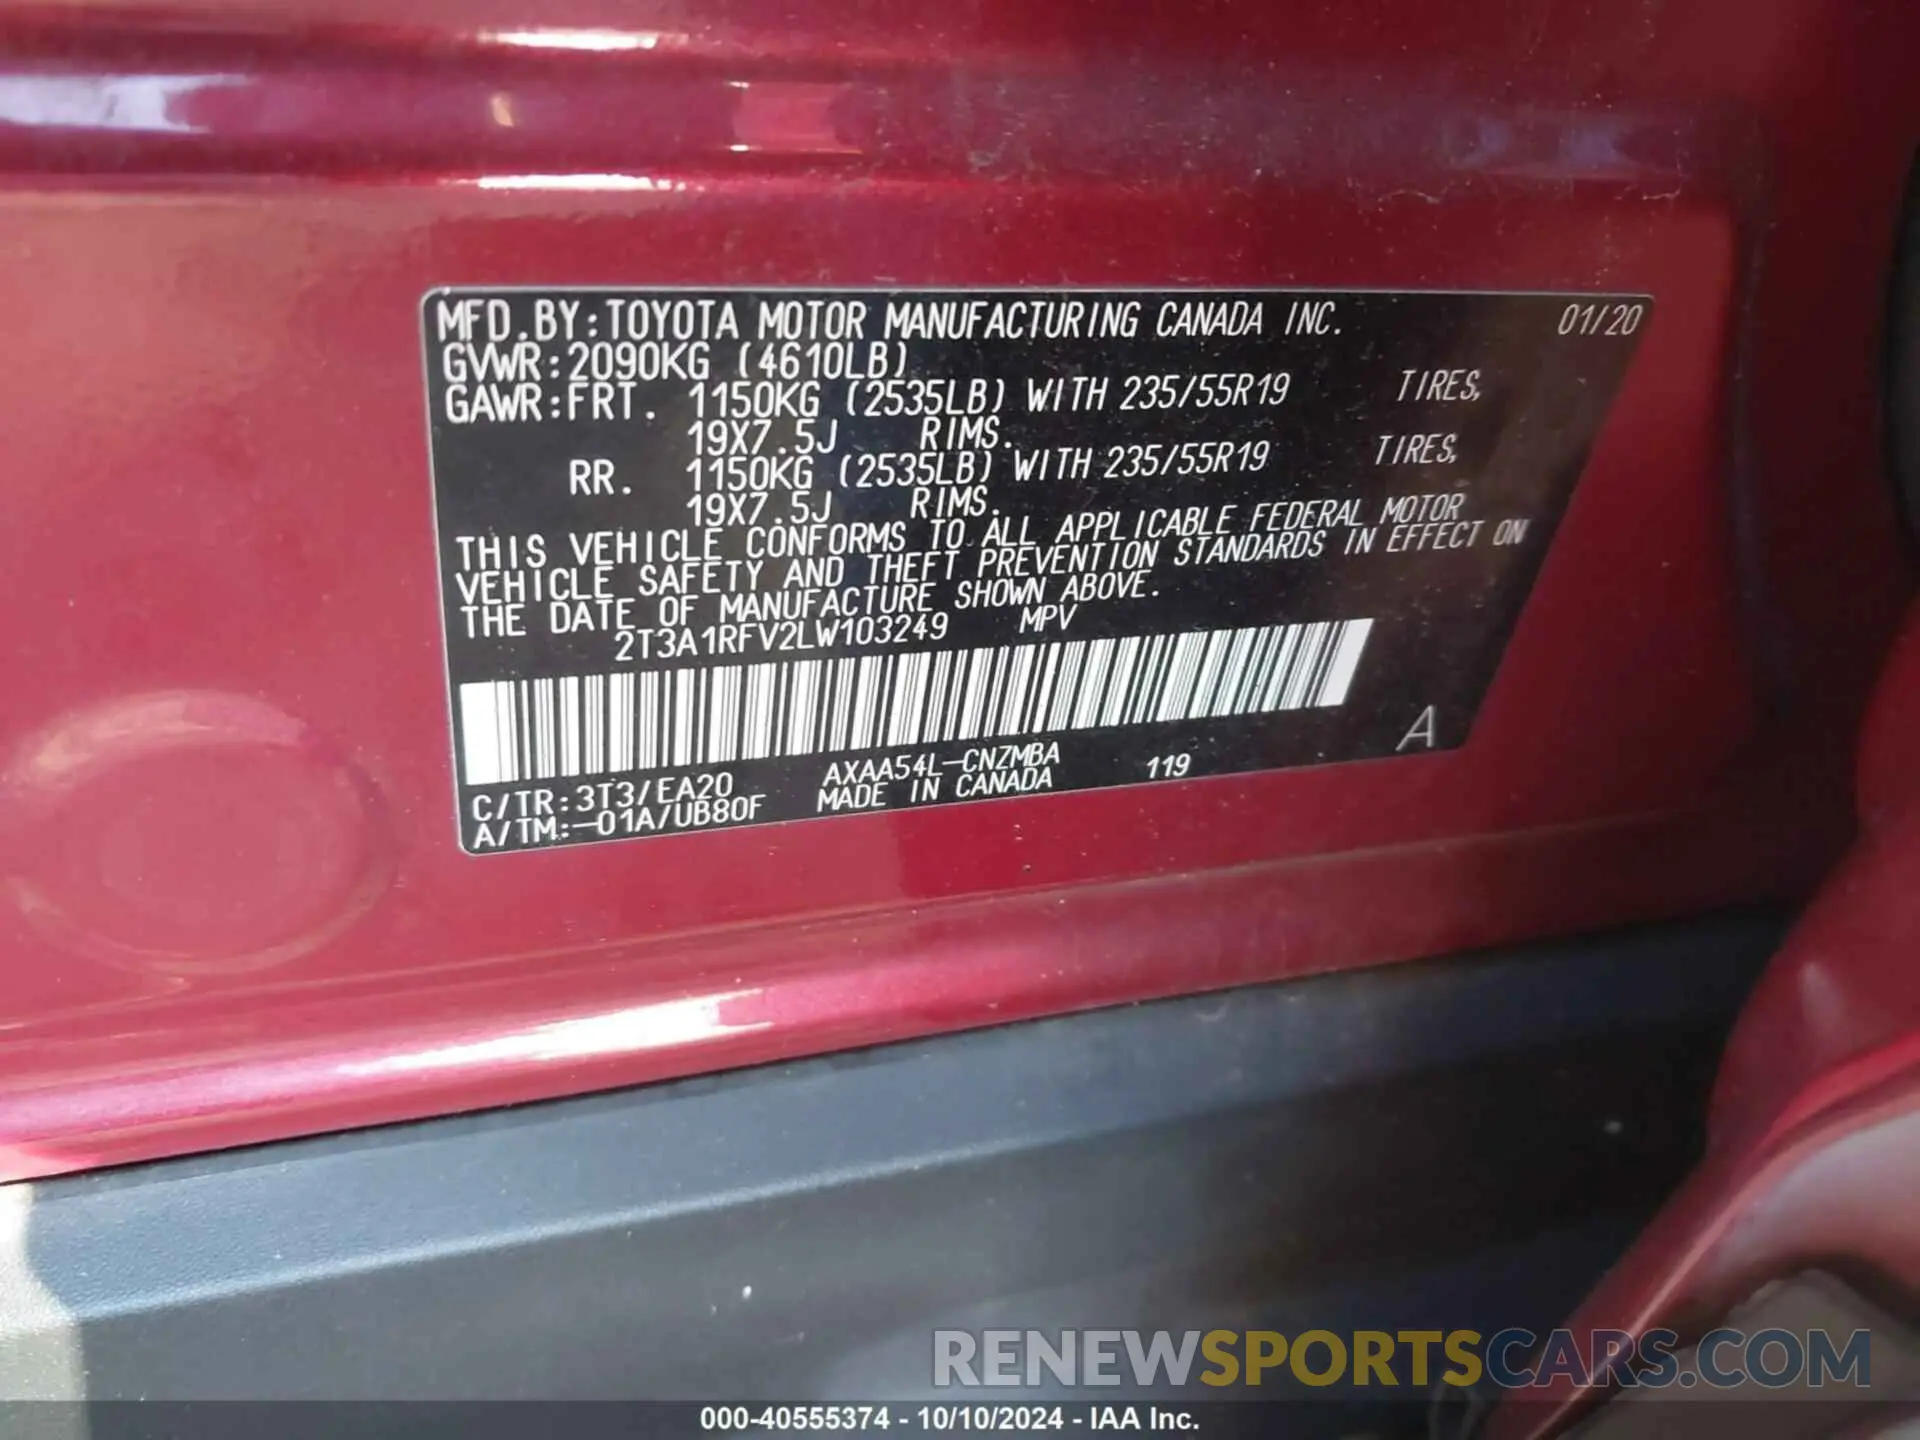 MFD.BY:TOYOTA MOTOR MANUFACTURING CANADA INC. 01/20
GVWR:2090KG (4610LB)
GAWR:FRT. 1150KG (2535LB) WITH 235/55R19 TIRES,
19X7.5J RIMS.
RR. 1150KG (2535LB) WITH 235/55R19 TIRES,
19X7.5J RIMS.
THIS VEHICLE CONFORMS TO ALL APPLICABLE FEDERAL MOTOR
VEHICLE SAFETY AND THEFT PREVENTION STANDARDS IN EFFECT ON
THE DATE OF MANUFACTURE SHOWN ABOVE.
2T3A1RFV2LW103249 MPV
A
C/TR:3T3/EA20 AXAA54L-CNZMBA 119
A/TM:-01A/UB80F MADE IN CANADA
RENEWSPORTSCARS.COM
000-40555374 - 10/10/2024 - IAA Inc.